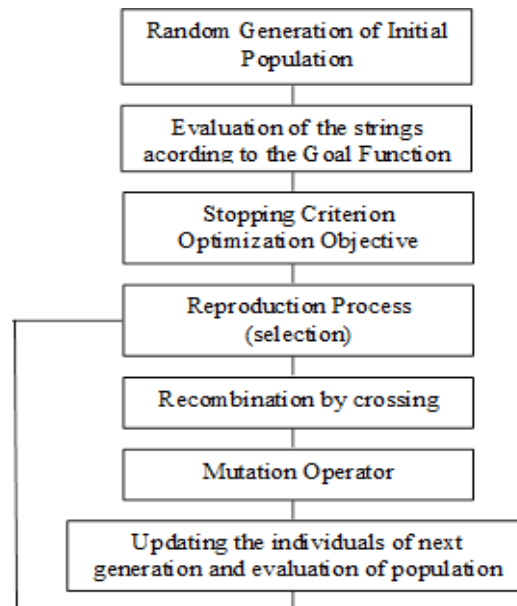 Random Generation of Initial
Population
Evaluation of the strings
acording to the Goal Function
Stopping Criterion
Optimization Objective
Reproduction Process
(selection)
Recombination by crossing
Mutation Operator
Updating the individuals of next
generation and evaluation of population